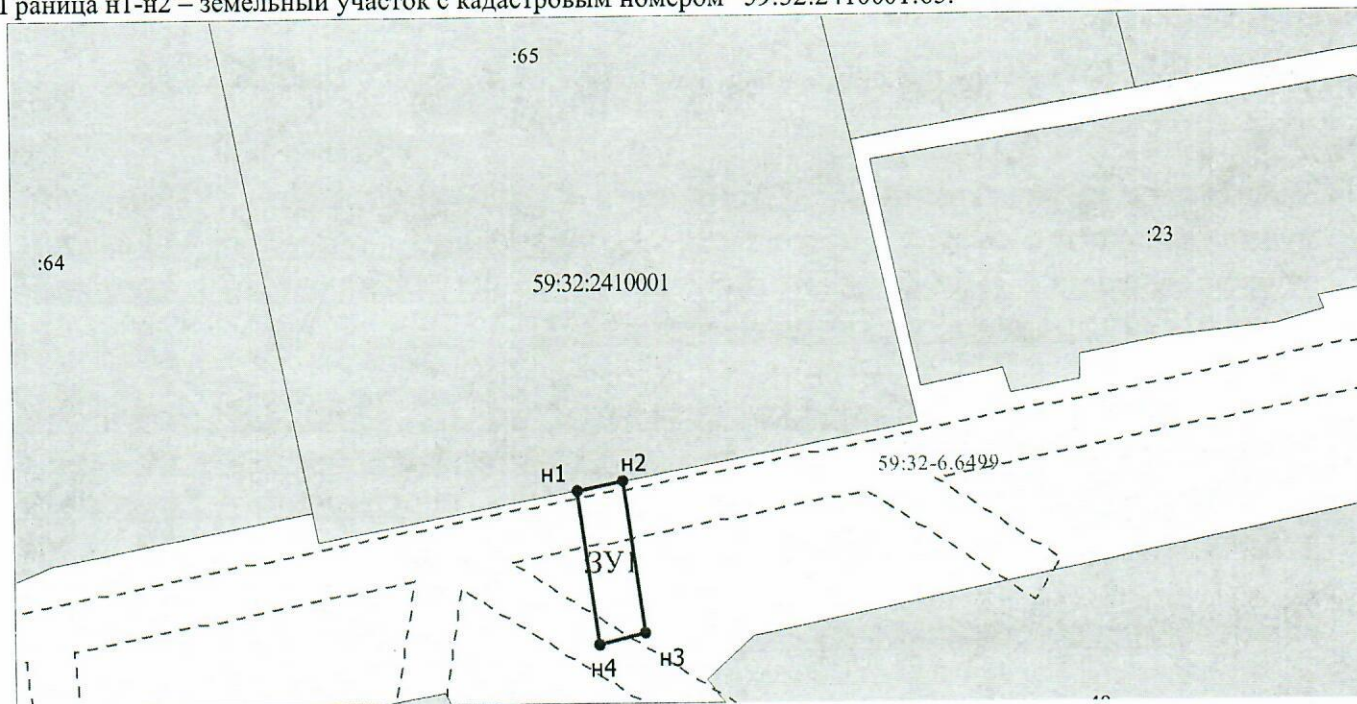 Граница н1-н2 – земельный участок с кадастровым номером 59:32:2410001:65.
:65
:23
:64
59:32:2410001
н1
н2
59:32-6.6499
ЗУ1
н3
н4